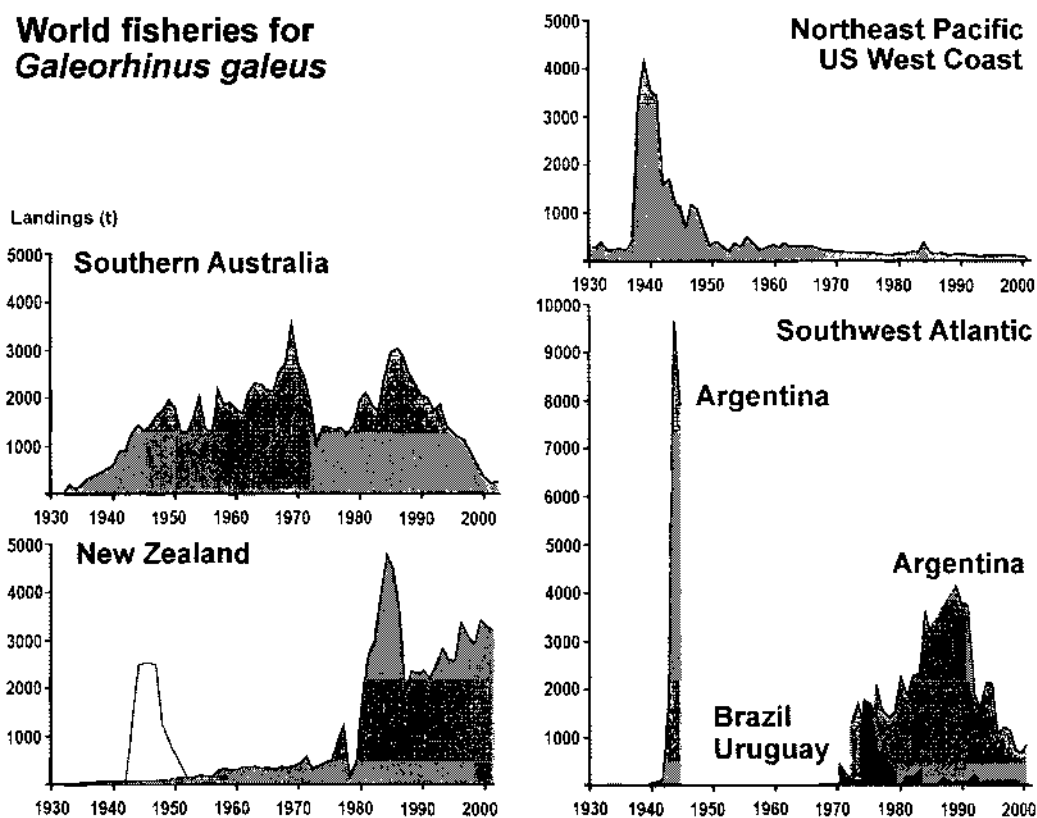 World fisheries for
Galeorhinus galeus
Northeast Pacific
US West Coast
5000
4000
3000
2000
1000
1930 1940 1950 1960 1970 1980 1990 2000
Landings (t)
Southern Australia
5000
4000
3000
2000
1000
1930 1940 1950 1960 1970 1980 1990 2000
New Zealand
5000
4000
3000
2000
1000
1930 1940 1950 1960 1970 1980 1990 2000
Southwest Atlantic
Argentina
Argentina
Brazil
Uruguay
10000
9000
8000
7000
6000
5000
4000
3000
2000
1000
1930 1940 1950 1960 1970 1980 1990 2000